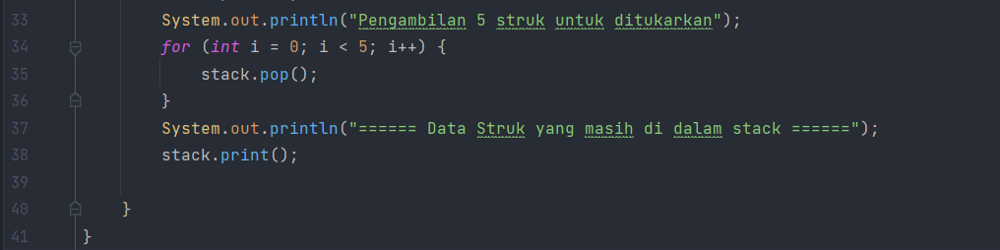 33 System.out.println("Pengambilan 5 struk untuk ditukarkan");
34 for (int i = 0; i < 5; i++) {
35 stack.pop();
36 }
37 System.out.println("====== Data Struk yang masih di dalam stack ======");
38 stack.print();
39
40 }
41 }